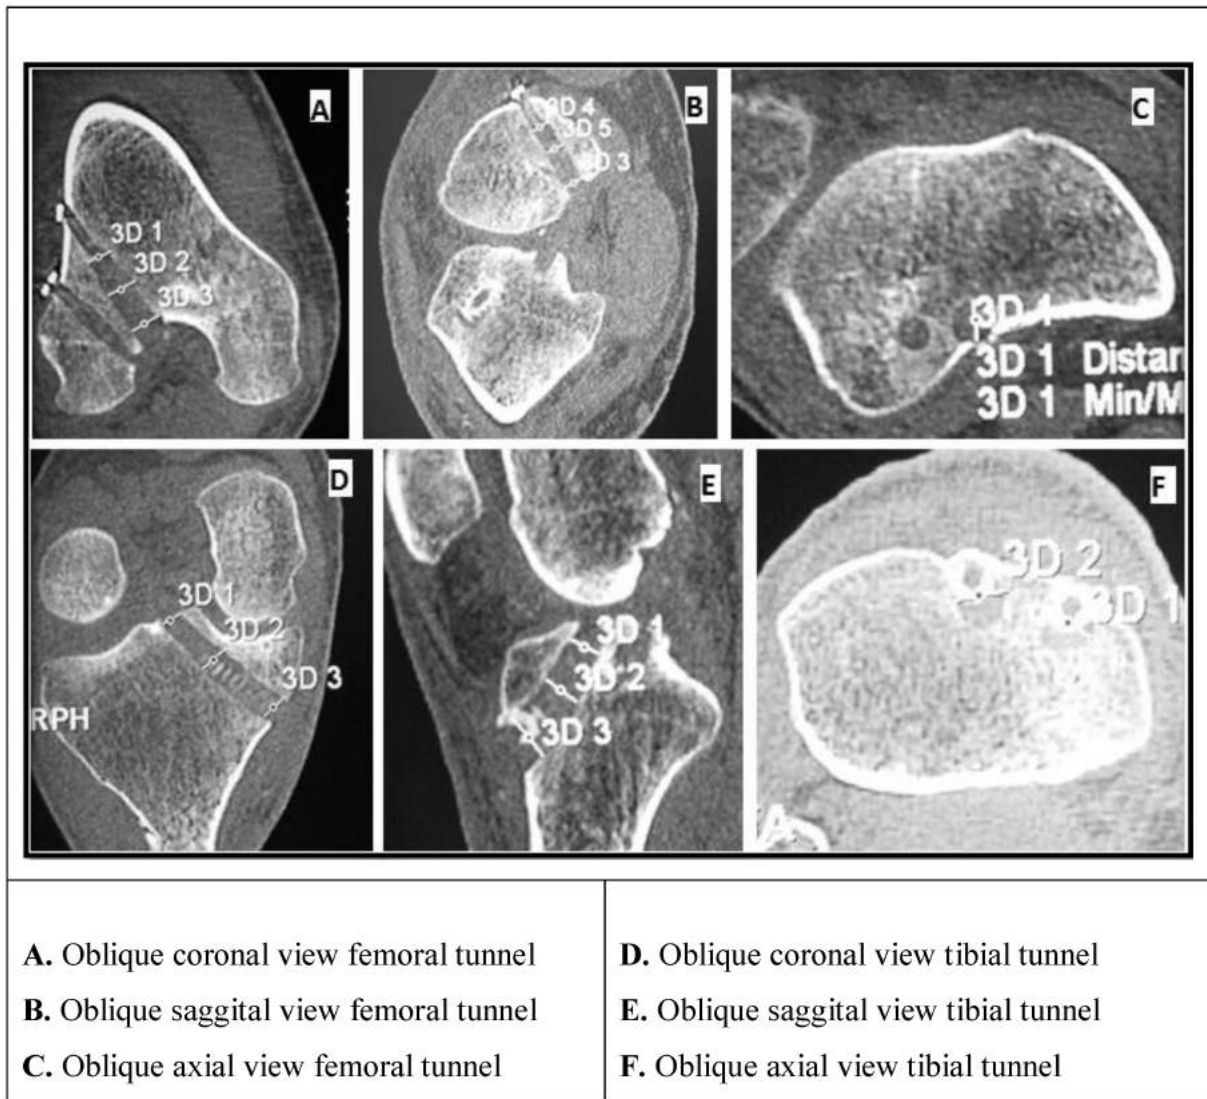 A
3D 1
3D 2
3D 3
B
3D 4
3D 5
3D 3
C
3D 1
3D 1 Distan
3D 1 Min/M
D
3D 1
3D 2
3D 3
RPH
E
3D 1
3D 2
3D 3
F
3D 2
3D 1
A
A. Oblique coronal view femoral tunnel
B. Oblique saggital view femoral tunnel
C. Oblique axial view femoral tunnel
D. Oblique coronal view tibial tunnel
E. Oblique saggital view tibial tunnel
F. Oblique axial view tibial tunnel